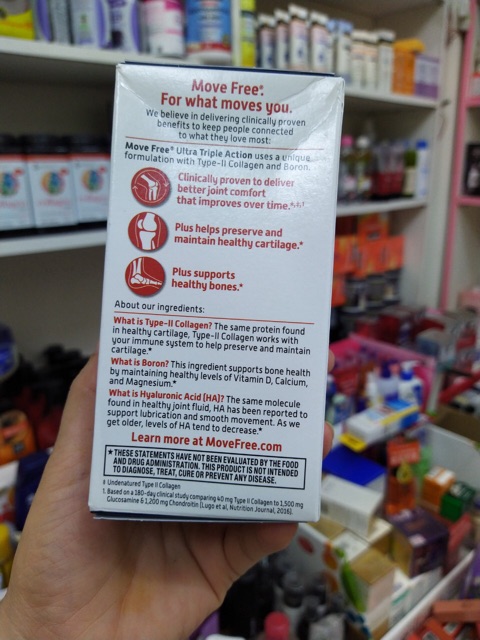 Move Free®.
For what moves you.
We believe in delivering clinically proven
benefits to keep people connected
to what they love most:
Move Free® Ultra Triple Action uses a unique
formulation with Type-II Collagen and Boron.
Clinically proven to deliver
better joint comfort
that improves over time.*,‡,1
Plus helps preserve and
maintain healthy cartilage.*
Plus supports
healthy bones.*
About our ingredients:
What is Type-II Collagen? The same protein found
in healthy cartilage, Type-II Collagen works with
your immune system to help preserve and maintain
cartilage.*
What is Boron? This ingredient supports bone health
by maintaining healthy levels of Vitamin D, Calcium,
and Magnesium.*
What is Hyaluronic Acid [HA]? The same molecule
found in healthy joint fluid, HA has been reported to
support lubrication and smooth movement. As we
get older, levels of HA tend to decrease.*
Learn more at MoveFree.com
*THESE STATEMENTS HAVE NOT BEEN EVALUATED BY THE FOOD
AND DRUG ADMINISTRATION. THIS PRODUCT IS NOT INTENDED
TO DIAGNOSE, TREAT, CURE OR PREVENT ANY DISEASE.
‡ Undenatured Type II Collagen
1. Based on a 180-day clinical study comparing 40 mg Type II Collagen to 1,500 mg
Glucosamine & 1,200 mg Chondroitin (Lugo et al, Nutrition Journal, 2016).